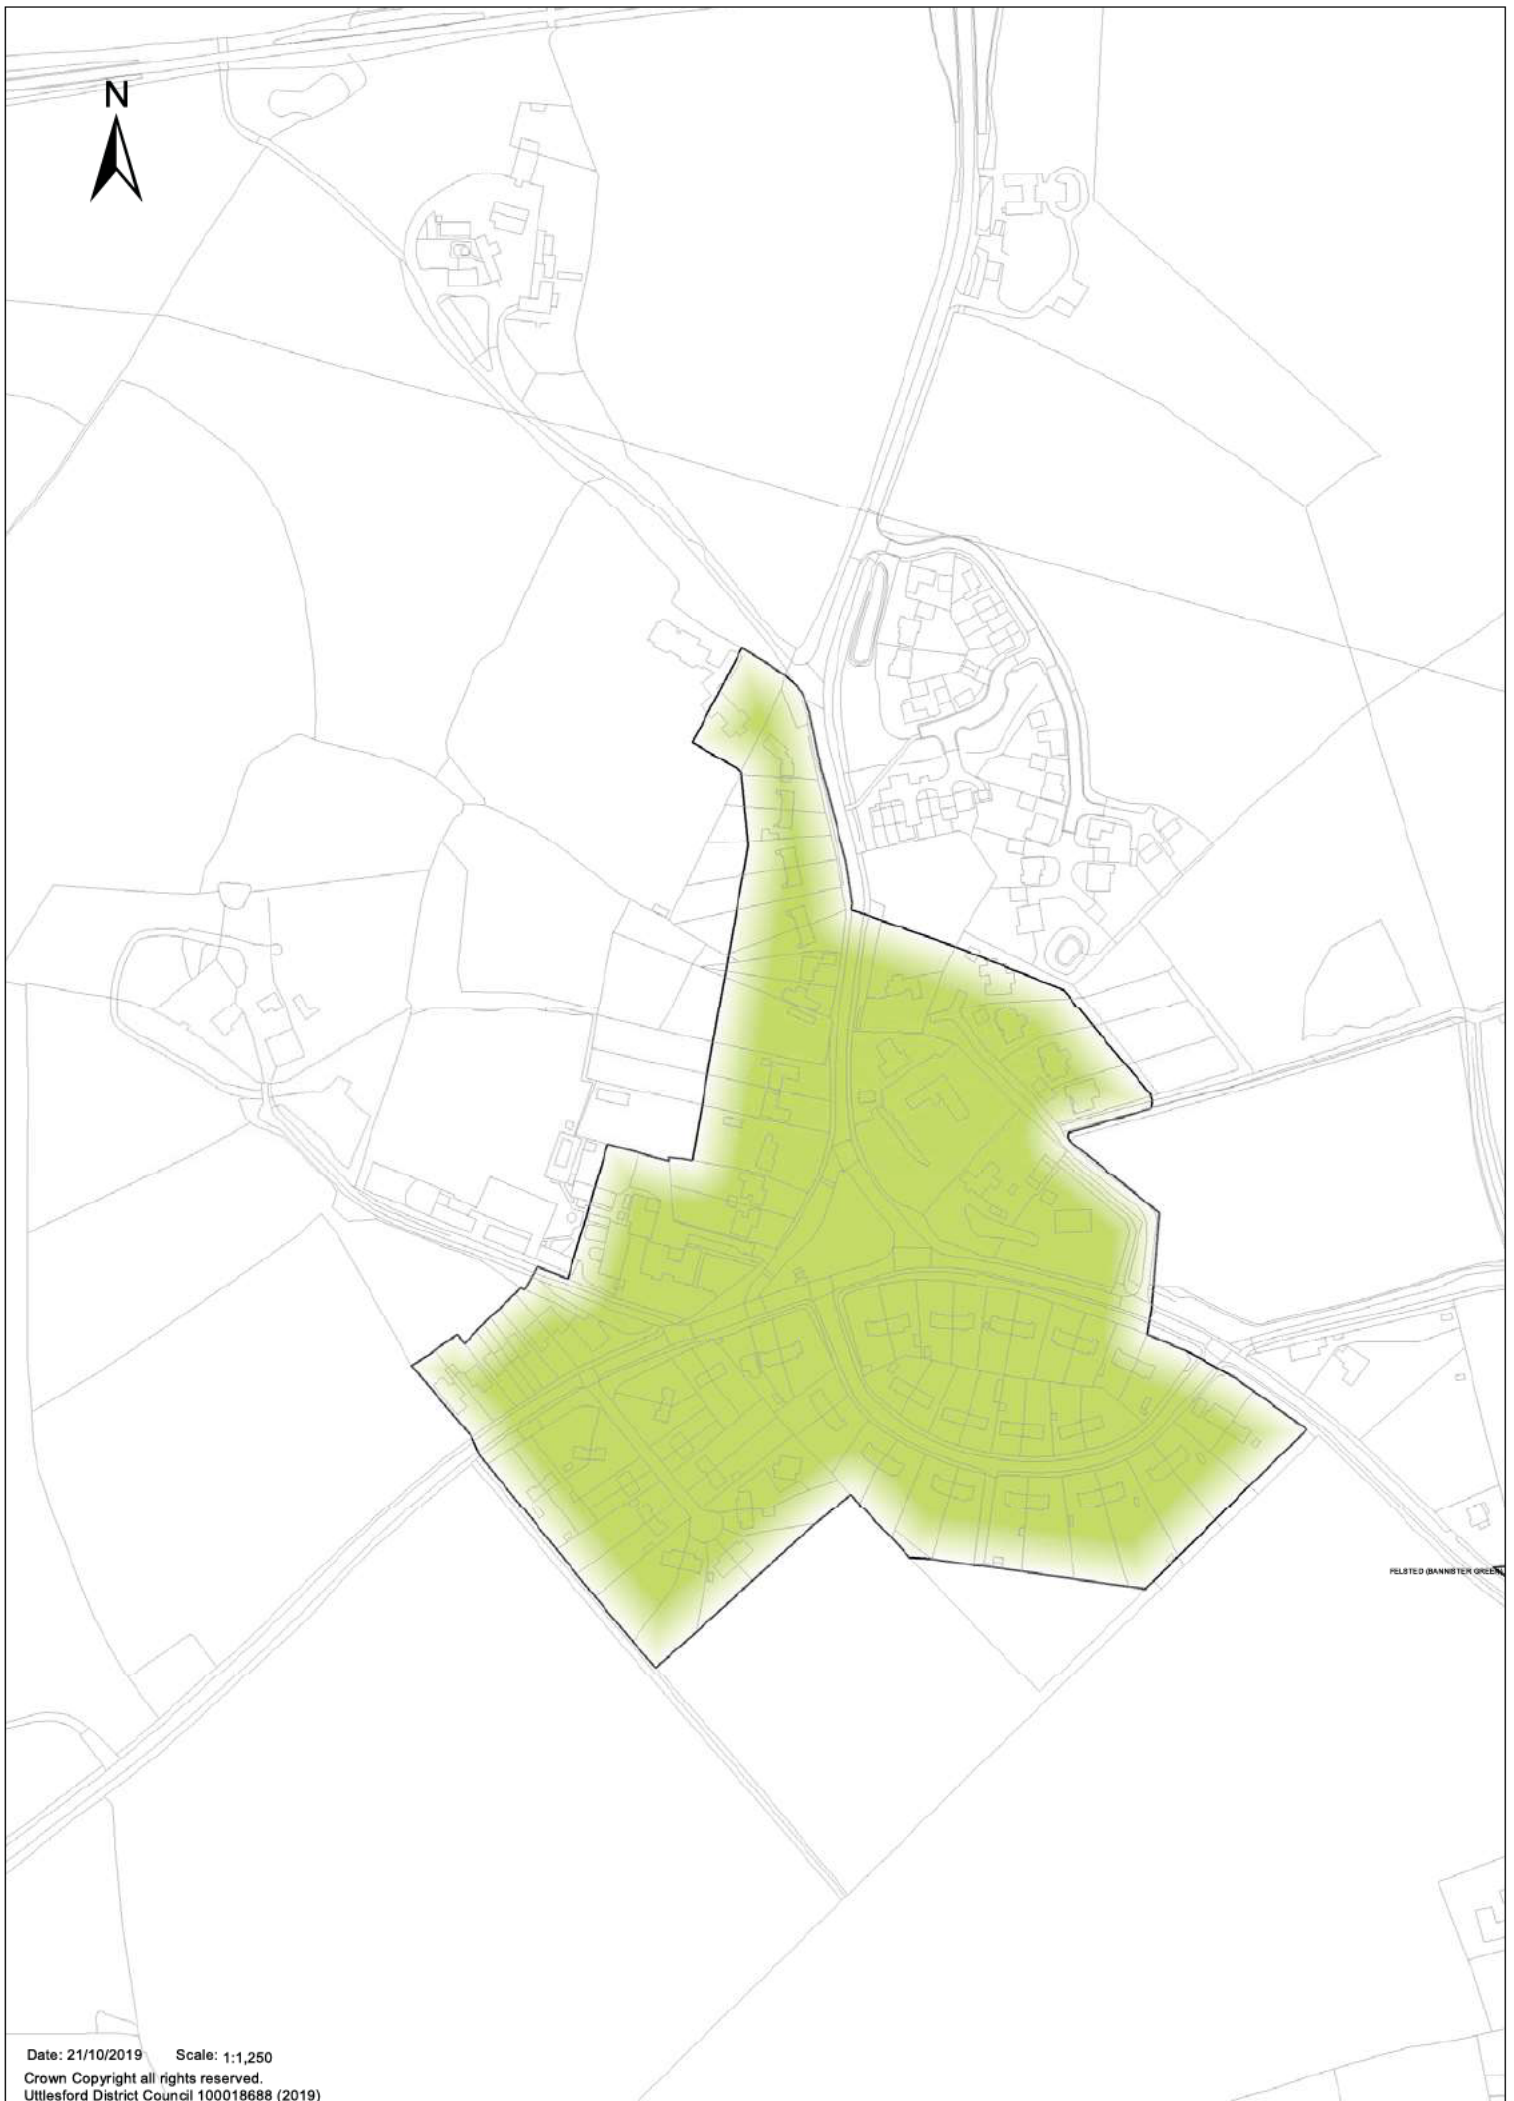 N
FELSTED (BANNISTER GREEN)
Date: 21/10/2019 Scale: 1:1,250
Crown Copyright all rights reserved.
Uttlesford District Council 100018688 (2019)